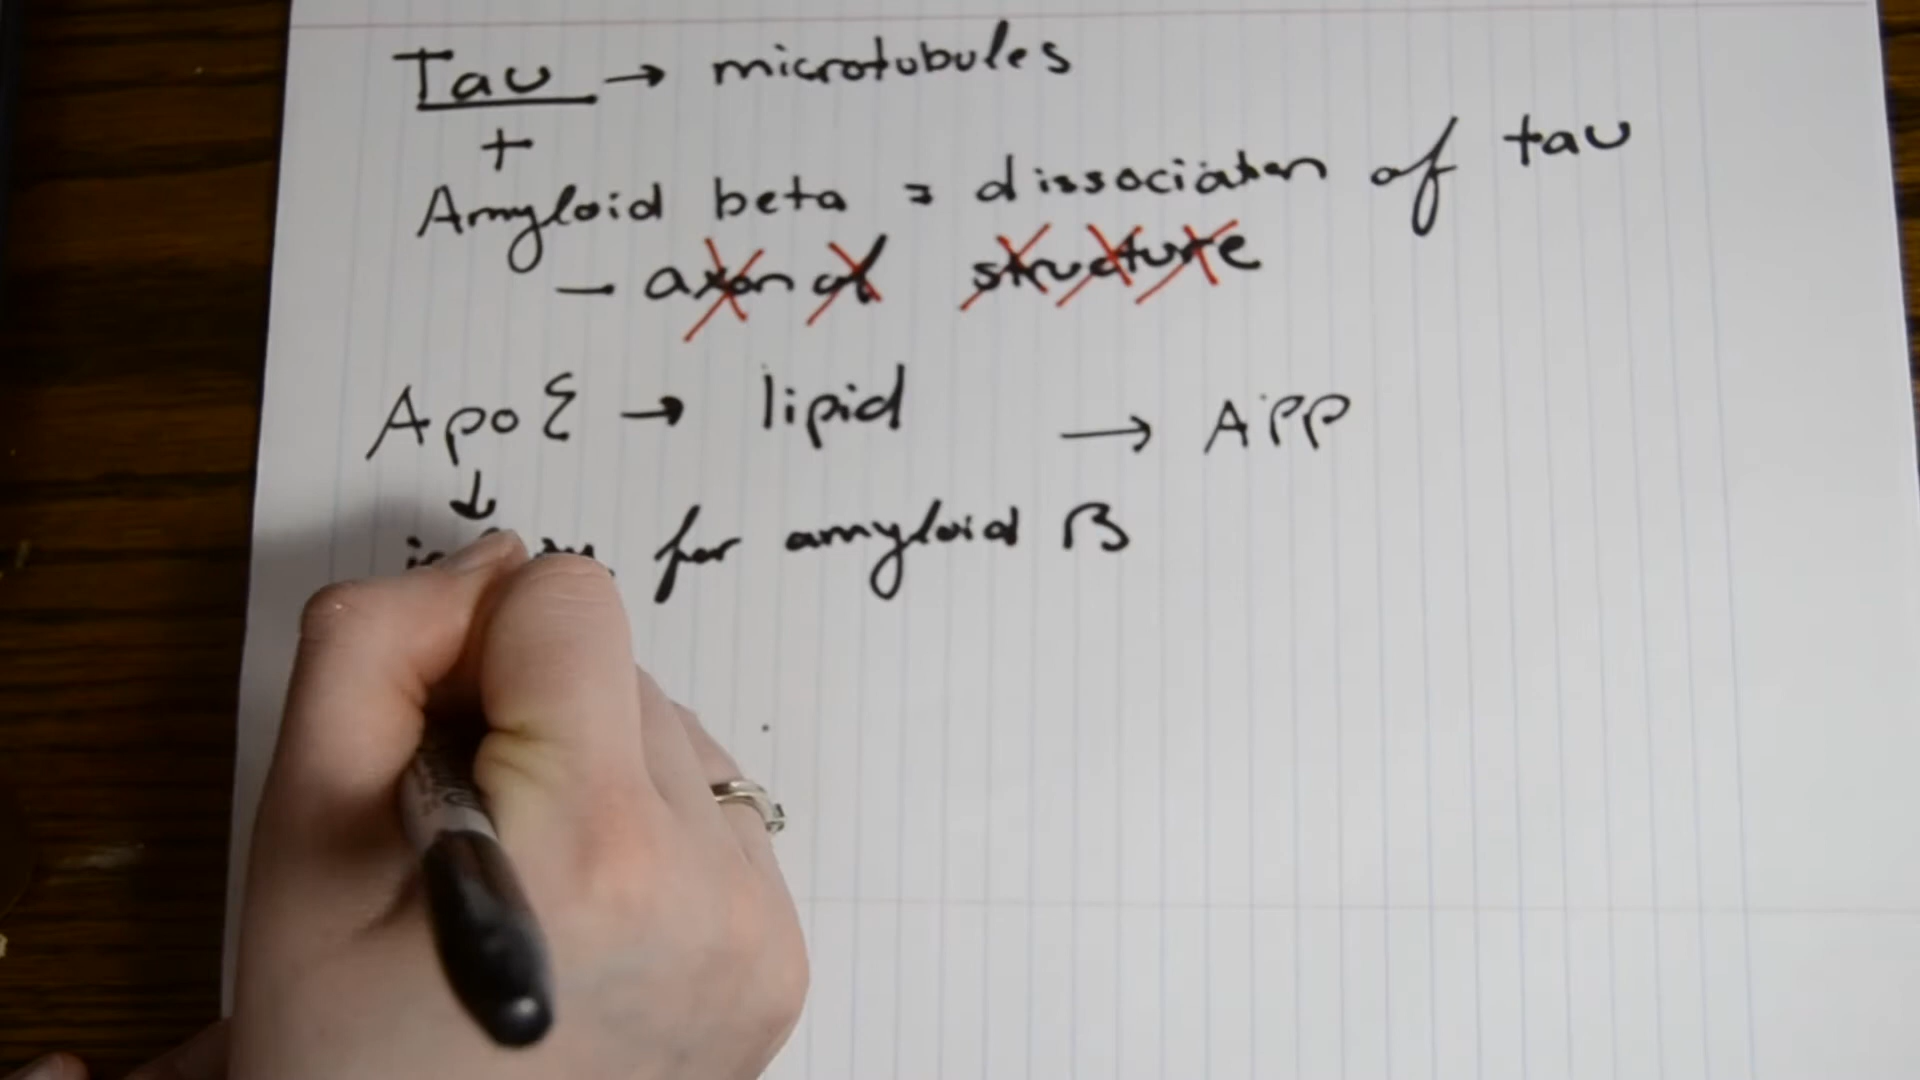 Tau → microtubules
+
Amyloid beta = dissociation of tau
- axonal structure
ApoE → lipid → APP
↓
for amyloid B